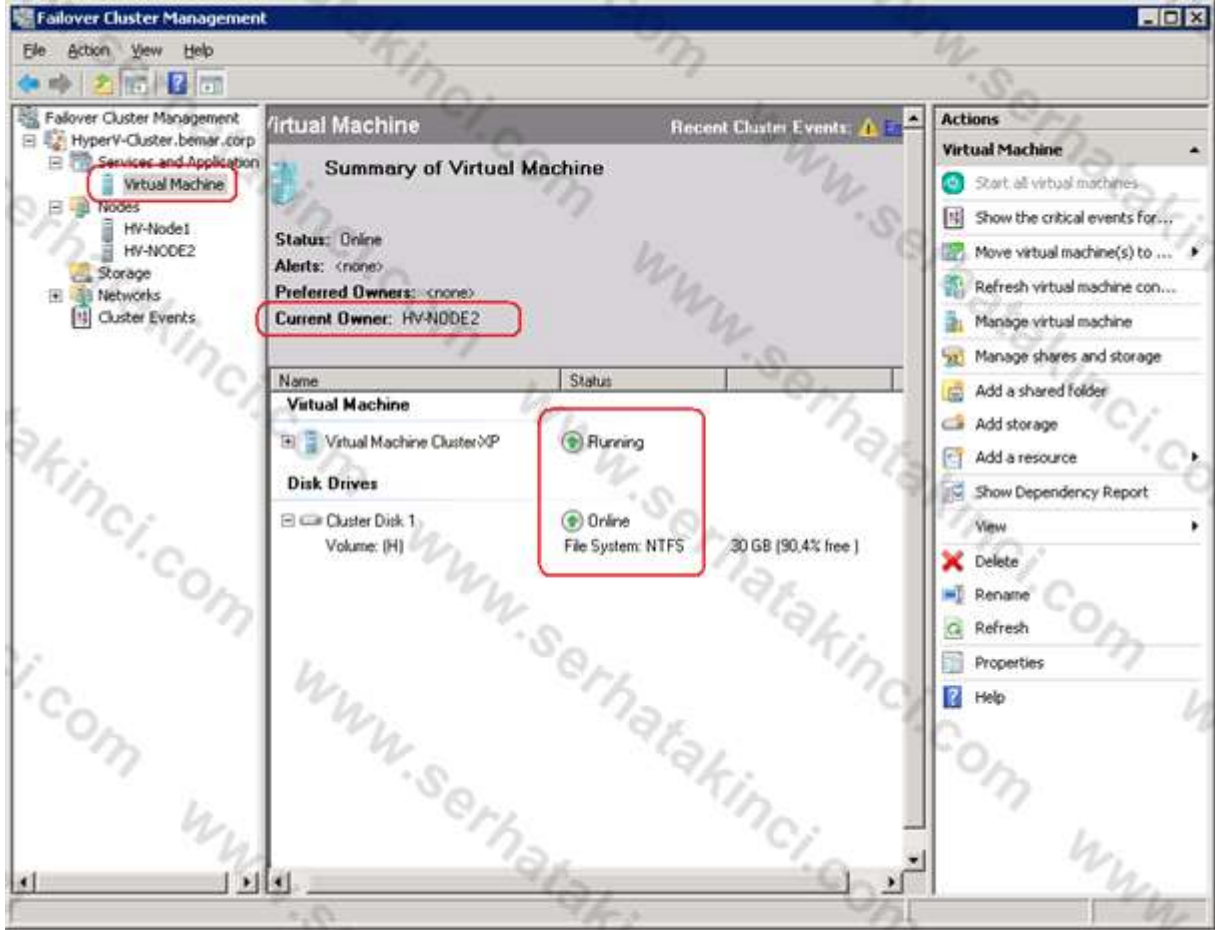 Failover Cluster Management
File Action View Help
Failover Cluster Management
HyperV-Cluster.bemar.corp
Services and Application
Virtual Machine
Nodes
HV-Node1
HV-NODE2
Storage
Networks
Cluster Events
Virtual Machine
Recent Cluster Events:
Summary of Virtual Machine
Status: Online
Alerts: <none>
Preferred Owners: <none>
Current Owner: HV-NODE2
Name Status
Virtual Machine
Virtual Machine Cluster-XP Running
Disk Drives
Cluster Disk 1 Online
Volume: (H) File System: NTFS 30 GB (90,4% free )
Actions
Virtual Machine
Start all virtual machines
Show the critical events for...
Move virtual machine(s) to ...
Refresh virtual machine con...
Manage virtual machine
Manage shares and storage
Add a shared folder
Add storage
Add a resource
Show Dependency Report
View
Delete
Rename
Refresh
Properties
Help
www.serhatakinci.com